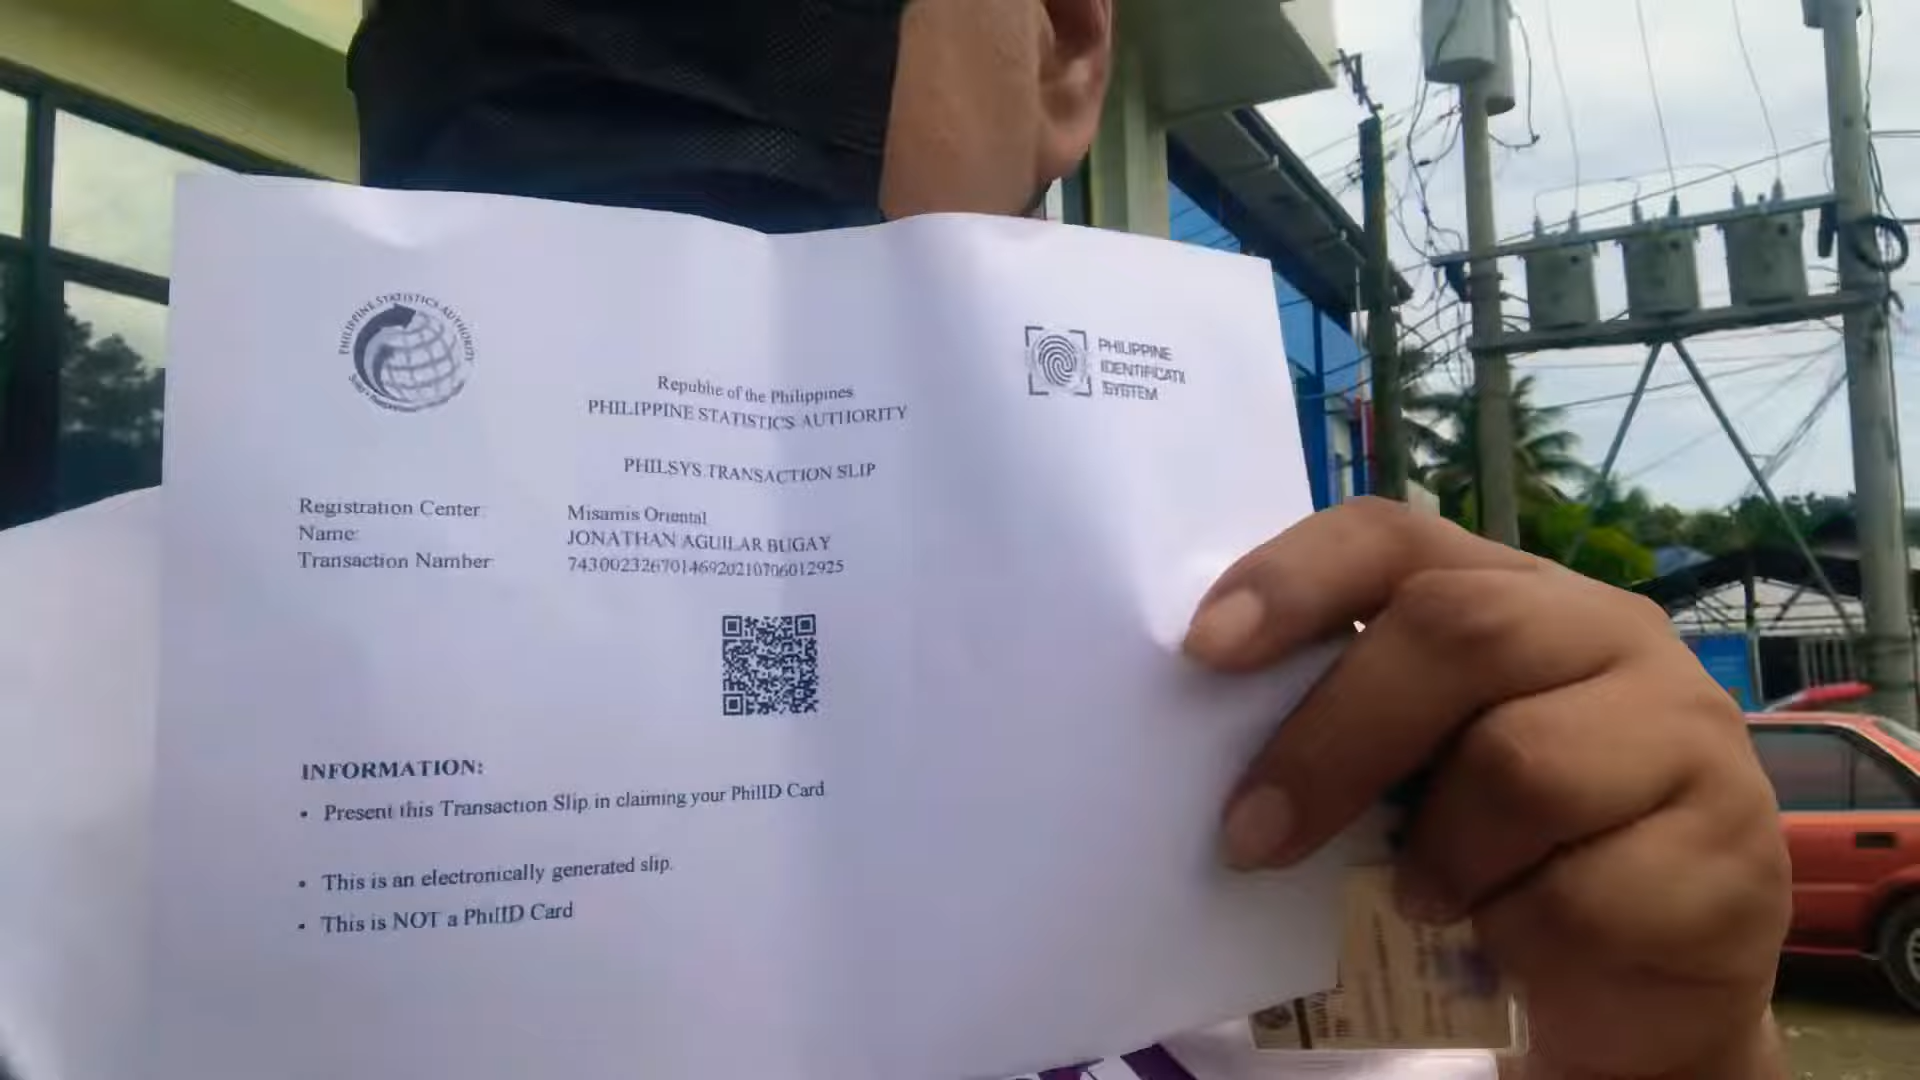 PHILIPPINE STATISTICS AUTHORITY
PHILIPPINE
IDENTIFICATI
SYSTEM
Republic of the Philippines
PHILIPPINE STATISTICS AUTHORITY
PHILSYS TRANSACTION SLIP
Registration Center: Misamis Oriental
Name: JONATHAN AGUILAR BUGAY
Transaction Number 74300232670146920210706012925
INFORMATION:
• Present this Transaction Slip in claiming your PhilID Card
• This is an electronically generated slip.
• This is NOT a PhilID Card